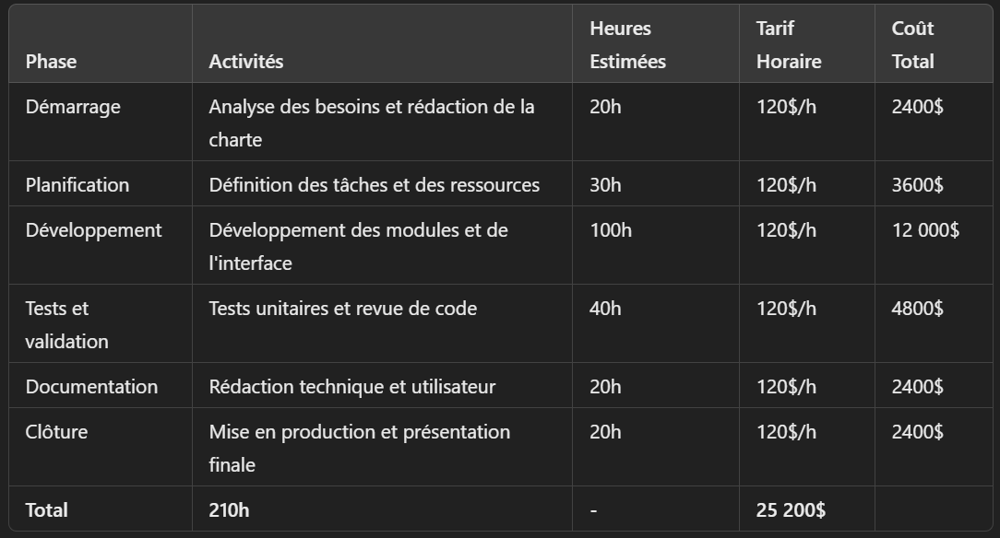 Phase Activités Heures Estimées Tarif Horaire Coût Total
Démarrage Analyse des besoins et rédaction de la charte 20h 120$/h 2400$
Planification Définition des tâches et des ressources 30h 120$/h 3600$
Développement Développement des modules et de l'interface 100h 120$/h 12 000$
Tests et validation Tests unitaires et revue de code 40h 120$/h 4800$
Documentation Rédaction technique et utilisateur 20h 120$/h 2400$
Clôture Mise en production et présentation finale 20h 120$/h 2400$
Total 210h - 25 200$